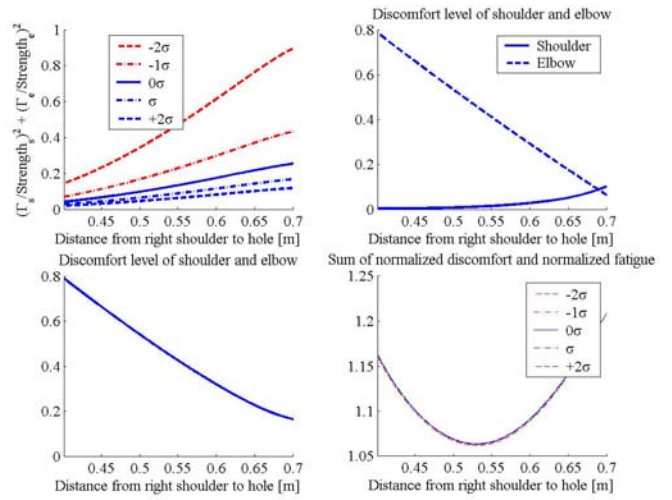 Discomfort level of shoulder and elbow
(Γs/Strengths)² + (Γe/Strengthe)²
1
0.8
0.6
0.4
0.2
0
-2σ
-1σ
0σ
σ
+2σ
0.45 0.5 0.55 0.6 0.65 0.7
Distance from right shoulder to hole [m]
0.8
0.6
0.4
0.2
0
Shoulder
Elbow
0.45 0.5 0.55 0.6 0.65 0.7
Distance from right shoulder to hole [m]
Discomfort level of shoulder and elbow
0.8
0.6
0.4
0.2
0
0.45 0.5 0.55 0.6 0.65 0.7
Distance from right shoulder to hole [m]
Sum of normalized discomfort and normalized fatigue
1.25
1.2
1.15
1.1
1.05
-2σ
-1σ
0σ
σ
+2σ
0.45 0.5 0.55 0.6 0.65 0.7
Distance from right shoulder to hole [m]